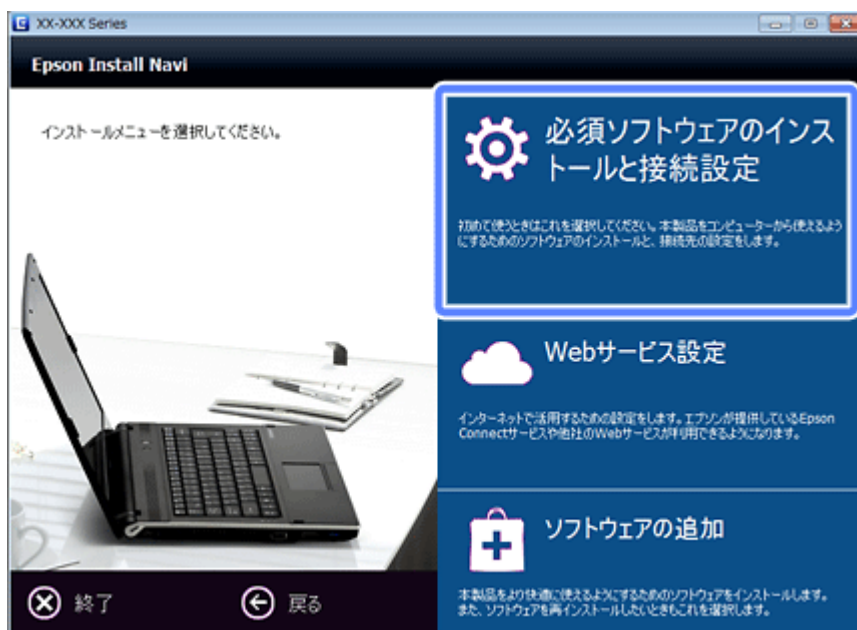 XX-XXX Series
Epson Install Navi
インストールメニューを選択してください。
必須ソフトウェアのインス
トールと接続設定
初めて使うときはこれを選択してください。本製品をコンピューターから使えるよう
にするためのソフトウェアのインストールと、接続先の設定をします。
Webサービス設定
インターネットで活用するための設定をします。エプソンが提供しているEpson
Connectサービスや他社のWebサービスが利用できるようになります。
ソフトウェアの追加
本製品をより快適に使えるようにするためのソフトウェアをインストールします。
また、ソフトウェアを再インストールしたいときもこれを選択します。
終了
戻る